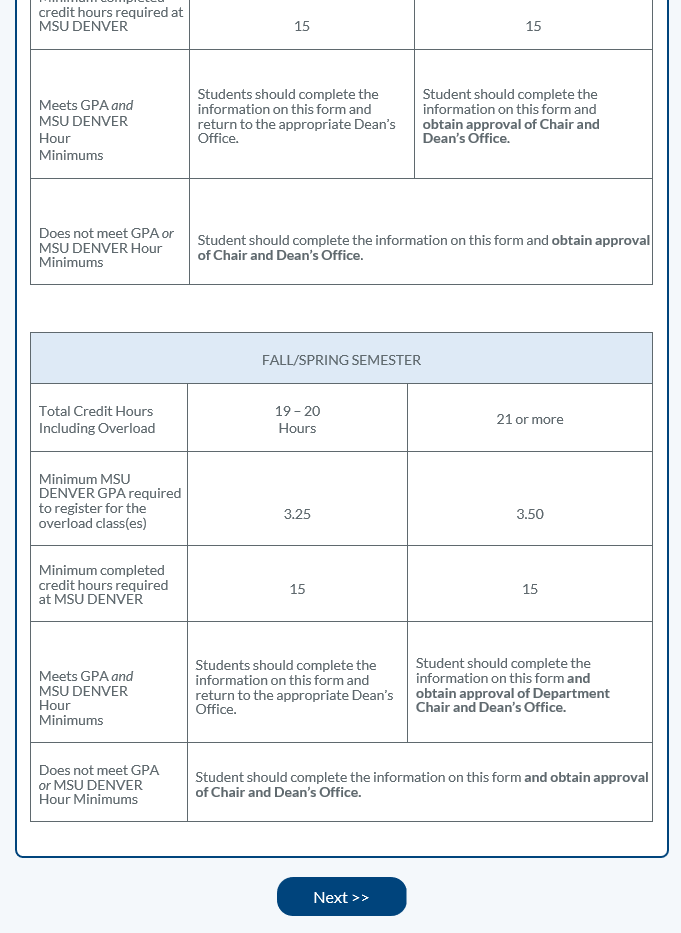 credit hours required at
MSU DENVER
15
15
Meets GPA and
MSU DENVER
Hour
Minimums
Students should complete the
information on this form and
return to the appropriate Dean's
Office.
Student should complete the
information on this form and
obtain approval of Chair and
Dean’s Office.
Does not meet GPA or
MSU DENVER Hour
Minimums
Student should complete the information on this form and obtain approval
of Chair and Dean’s Office.
FALL/SPRING SEMESTER
Total Credit Hours
Including Overload
19 – 20
Hours
21 or more
Minimum MSU
DENVER GPA required
to register for the
overload class(es)
3.25
3.50
Minimum completed
credit hours required
at MSU DENVER
15
15
Meets GPA and
MSU DENVER
Hour
Minimums
Students should complete the
information on this form and
return to the appropriate Dean's
Office.
Student should complete the
information on this form and
obtain approval of Department
Chair and Dean’s Office.
Does not meet GPA
or MSU DENVER
Hour Minimums
Student should complete the information on this form and obtain approval
of Chair and Dean’s Office.
Next >>